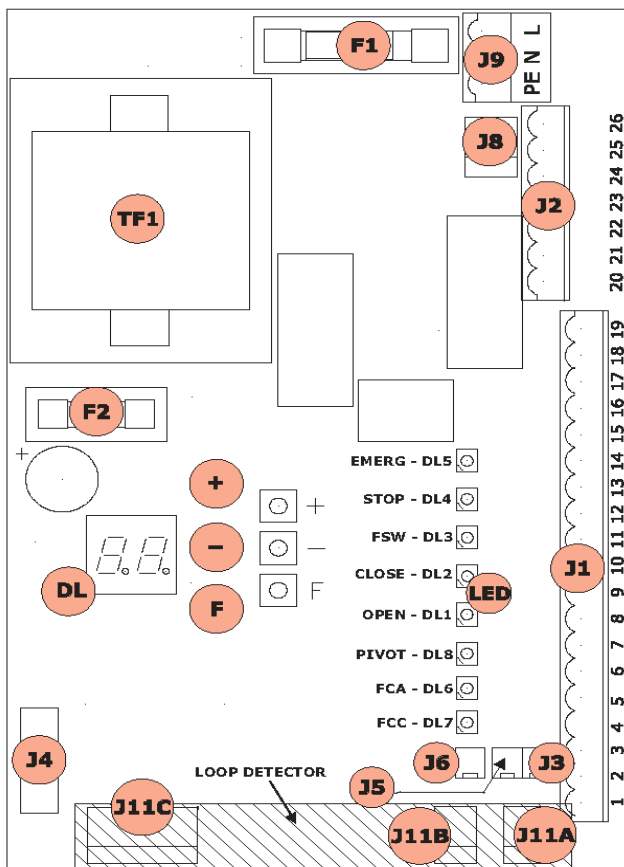 F1
J9
PE N L
J8
TF1
J2
20 21 22 23 24 25 26
F2
+
+
+
EMERG - DL5
STOP - DL4
FSW - DL3
CLOSE - DL2
OPEN - DL1
PIVOT - DL8
FCA - DL6
FCC - DL7
−
−
8.8.
DL
F
F
LED
J1
1 2 3 4 5 6 7 8 9 10 11 12 13 14 15 16 17 18 19
J4
J6
J3
J5
LOOP DETECTOR
J11C
J11B
J11A